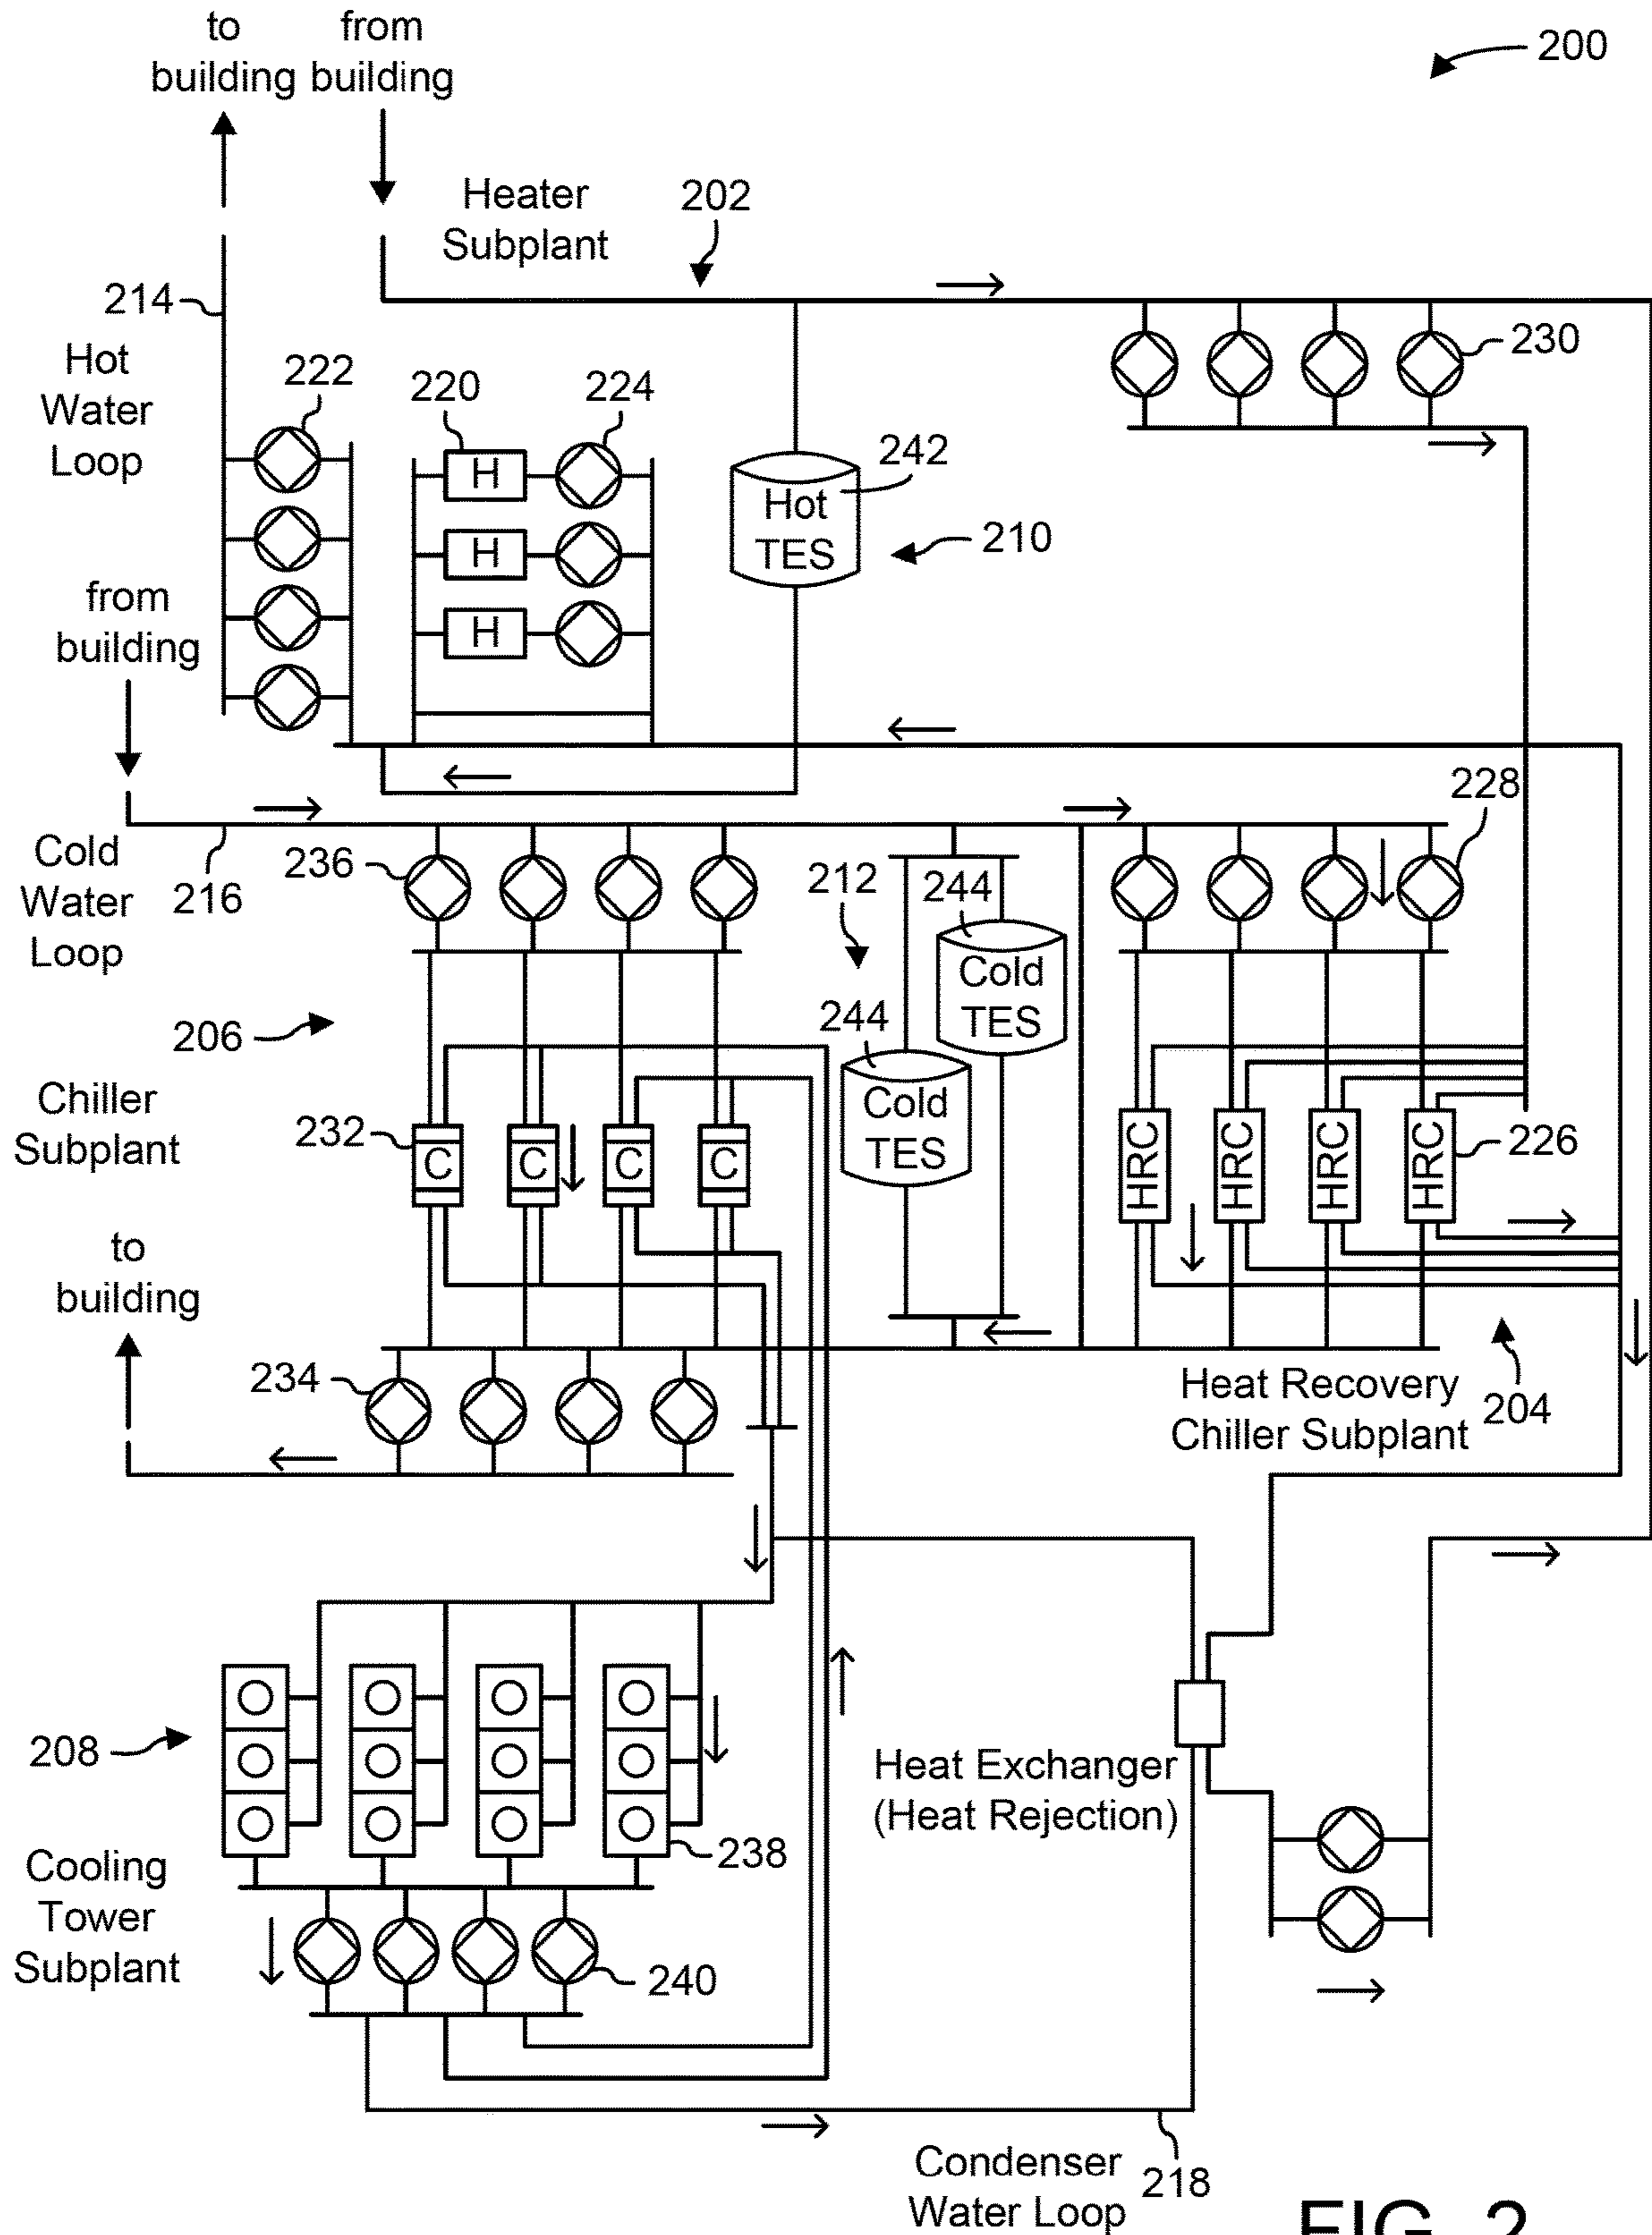 to
building
from
building
200
Heater
Subplant
202
214
Hot
Water
Loop
222
220
224
H
H
H
Hot
TES
242
210
230
from
building
228
Cold
Water
Loop
216
236
212
244
Cold
TES
244
Cold
TES
206
Chiller
Subplant
232
C
C
C
C
HRC
HRC
HRC
HRC
226
to
building
234
Heat Recovery
Chiller Subplant
204
208
Heat Exchanger
(Heat Rejection)
238
Cooling
Tower
Subplant
240
Condenser
Water Loop
218
FIG. 2